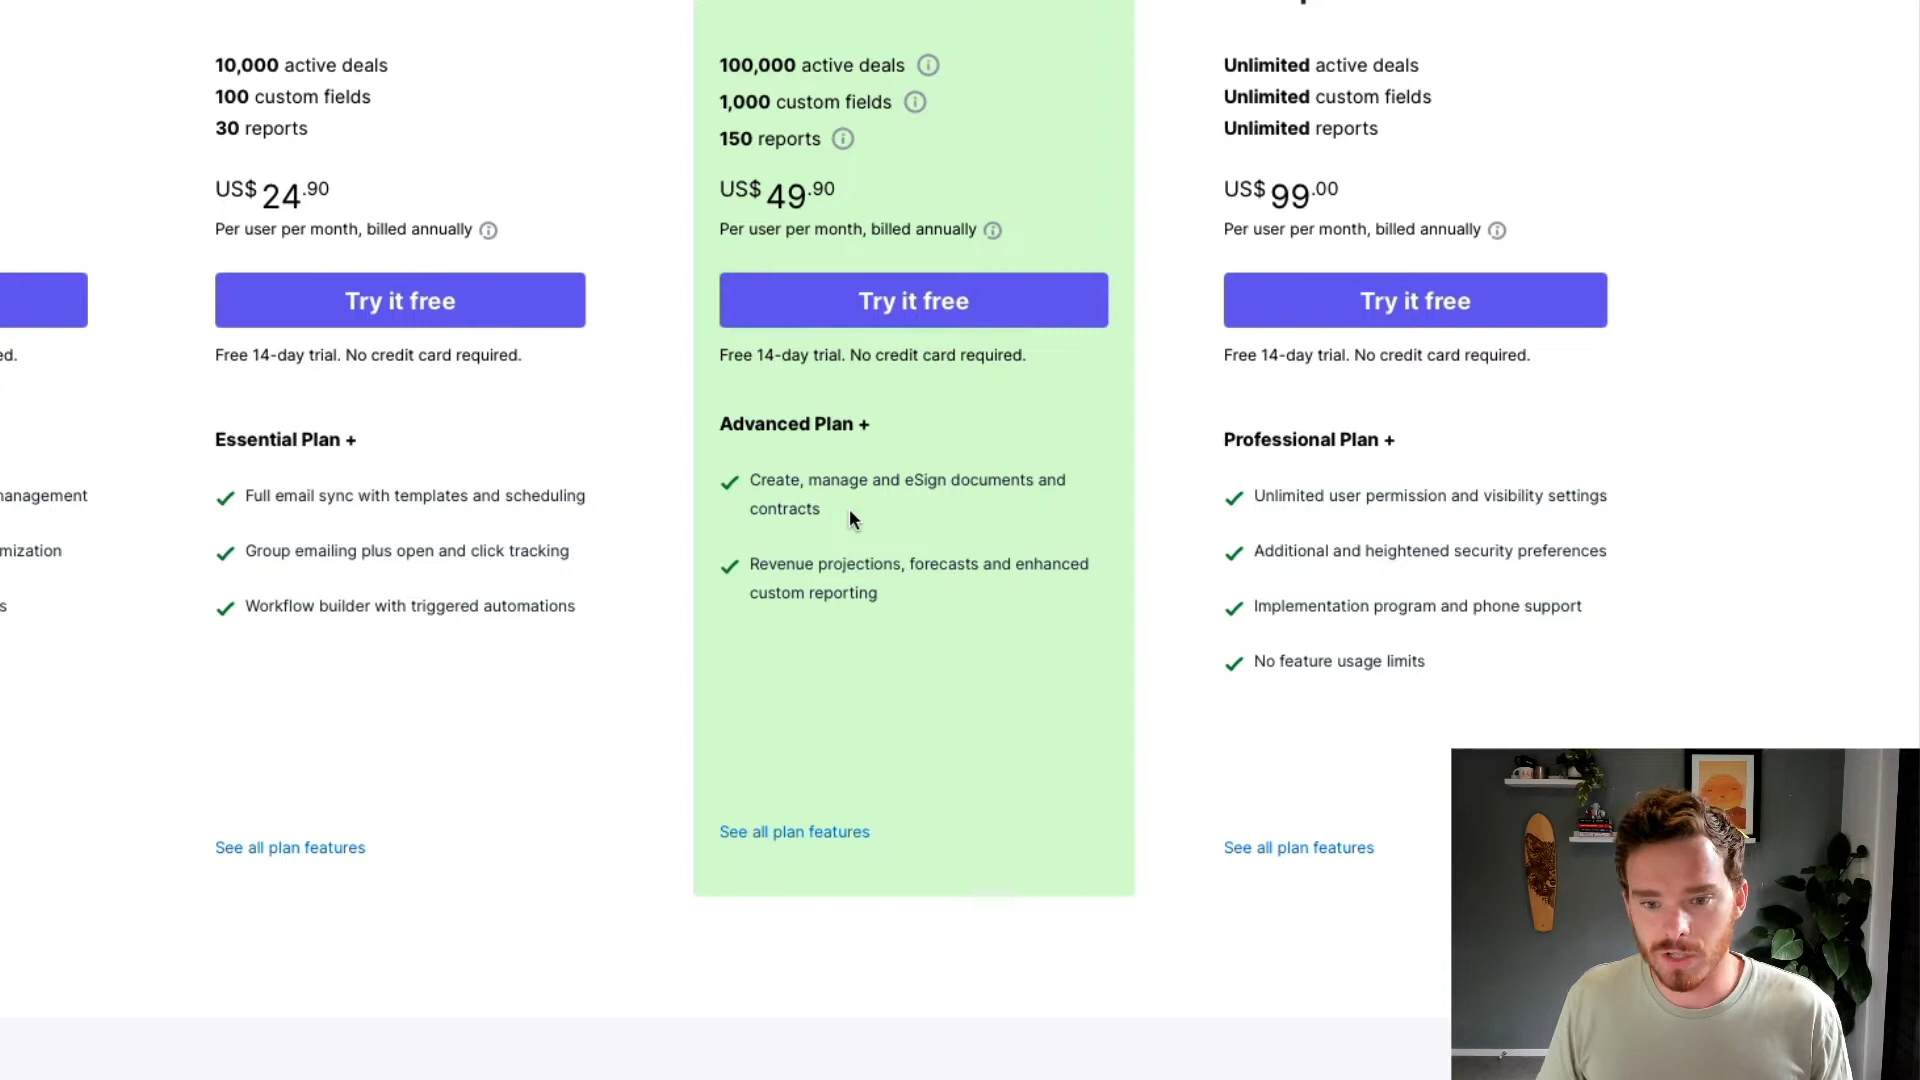 ed.
anagement
mization
s
10,000 active deals
100 custom fields
30 reports
US$ 24.90
Per user per month, billed annually
Try it free
Free 14-day trial. No credit card required.
Essential Plan +
Full email sync with templates and scheduling
Group emailing plus open and click tracking
Workflow builder with triggered automations
See all plan features
100,000 active deals
1,000 custom fields
150 reports
US$ 49.90
Per user per month, billed annually
Try it free
Free 14-day trial. No credit card required.
Advanced Plan +
Create, manage and eSign documents and
contracts
Revenue projections, forecasts and enhanced
custom reporting
See all plan features
Unlimited active deals
Unlimited custom fields
Unlimited reports
US$ 99.00
Per user per month, billed annually
Try it free
Free 14-day trial. No credit card required.
Professional Plan +
Unlimited user permission and visibility settings
Additional and heightened security preferences
Implementation program and phone support
No feature usage limits
See all plan features